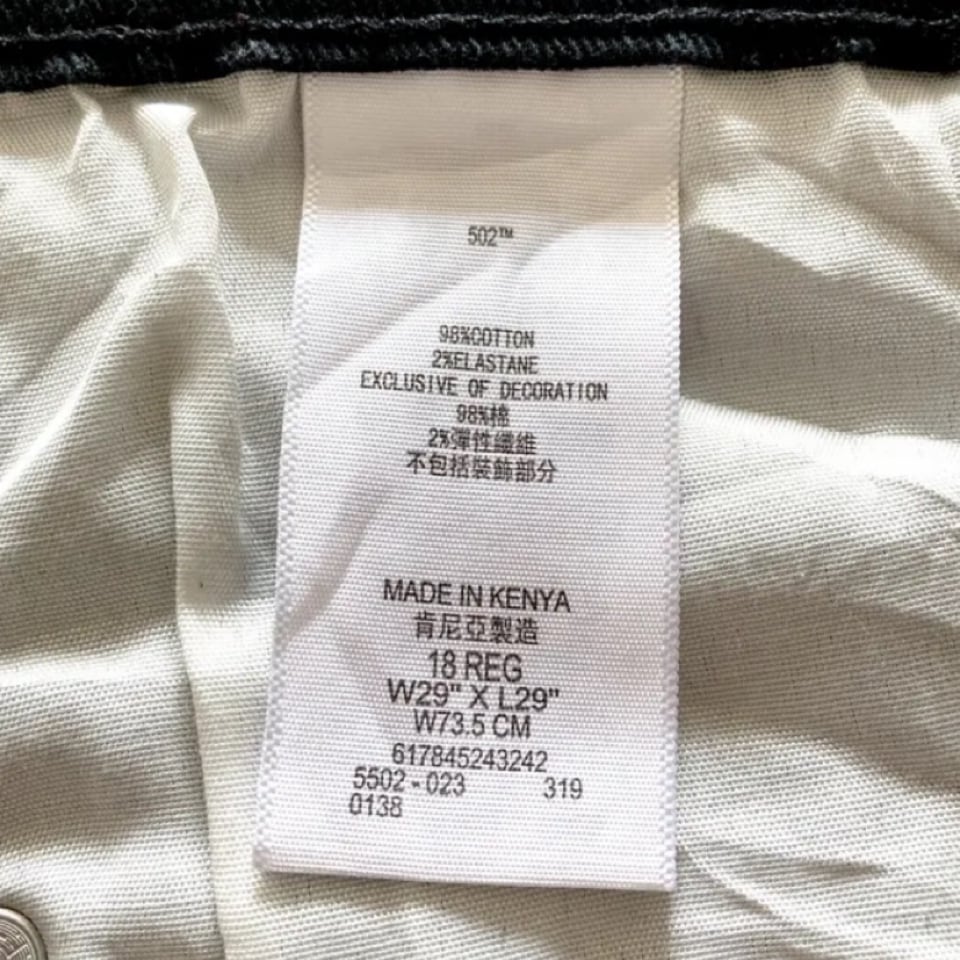 502™
98%COTTON
2%ELASTANE
EXCLUSIVE OF DECORATION
98%棉
2%彈性纖維
不包括裝飾部分
MADE IN KENYA
肯尼亞製造
18 REG
W29" X L29"
W73.5 CM
617845243242
5502 - 023 319
0138